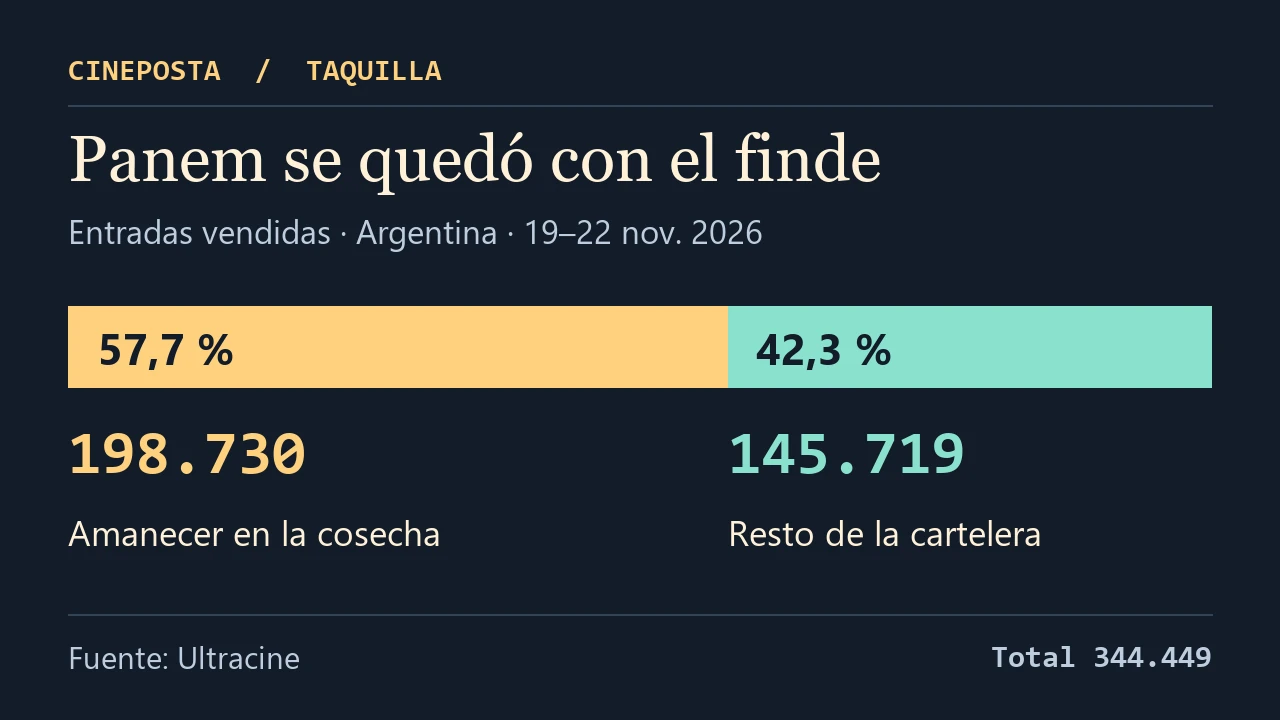 CINEPOSTA / TAQUILLA
Panem se quedó con el finde
Entradas vendidas · Argentina · 19–22 nov. 2026
57,7 % 42,3 %
198.730 145.719
Amanecer en la cosecha Resto de la cartelera
Fuente: Ultracine Total 344.449